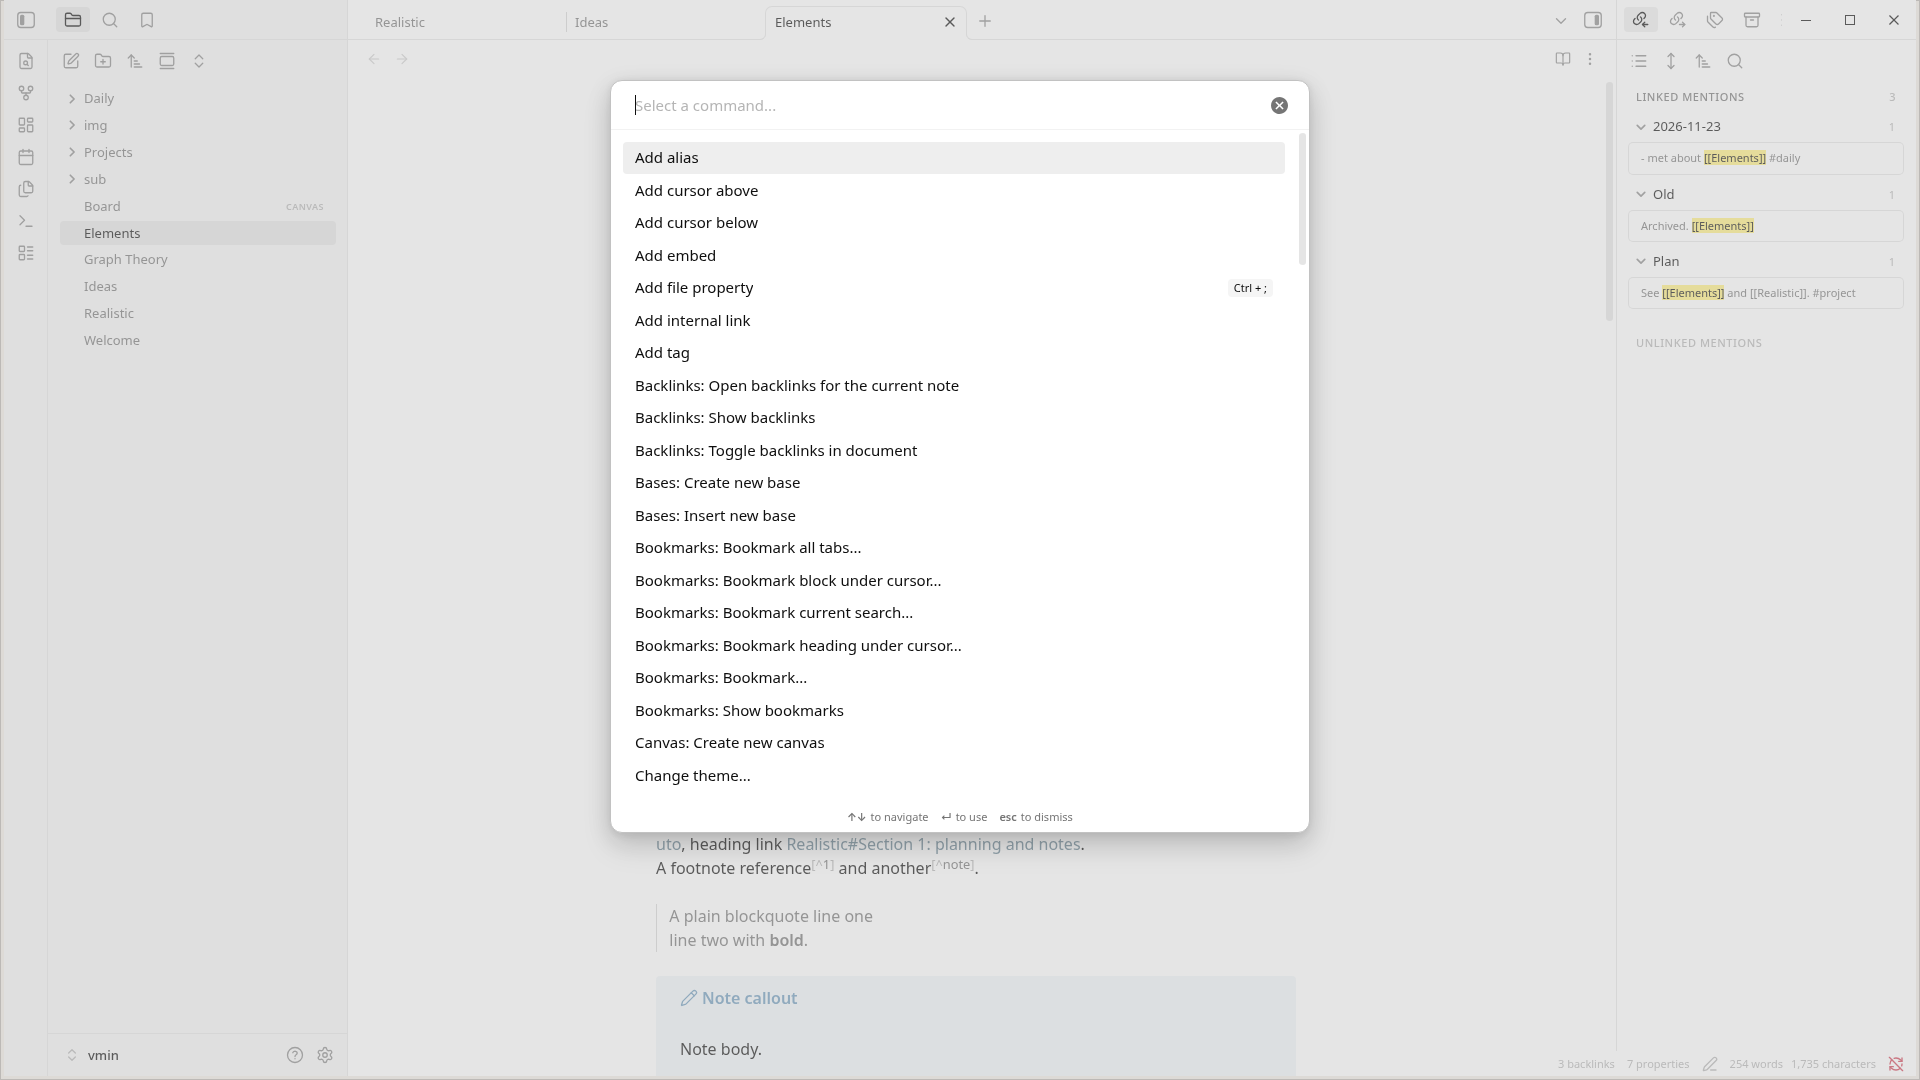 Realistic
Ideas
Elements
Daily
img
Projects
sub
Board
CANVAS
Elements
Graph Theory
Ideas
Realistic
Welcome
vmin
Select a command...
Add alias
Add cursor above
Add cursor below
Add embed
Add file property
Ctrl + ;
Add internal link
Add tag
Backlinks: Open backlinks for the current note
Backlinks: Show backlinks
Backlinks: Toggle backlinks in document
Bases: Create new base
Bases: Insert new base
Bookmarks: Bookmark all tabs...
Bookmarks: Bookmark block under cursor...
Bookmarks: Bookmark current search...
Bookmarks: Bookmark heading under cursor...
Bookmarks: Bookmark...
Bookmarks: Show bookmarks
Canvas: Create new canvas
Change theme...
↑↓ to navigate ↵ to use esc to dismiss
uto, heading link Realistic#Section 1: planning and notes.
A footnote reference[^1] and another[^note].
A plain blockquote line one
line two with bold.
Note callout
Note body.
LINKED MENTIONS 3
2026-11-23 1
- met about [[Elements]] #daily
Old 1
Archived. [[Elements]]
Plan 1
See [[Elements]] and [[Realistic]]. #project
UNLINKED MENTIONS
3 backlinks 7 properties 254 words 1,735 characters